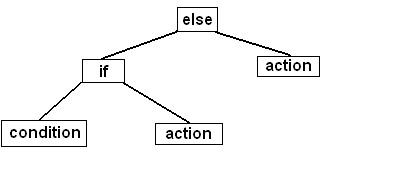 else
if
action
condition
action